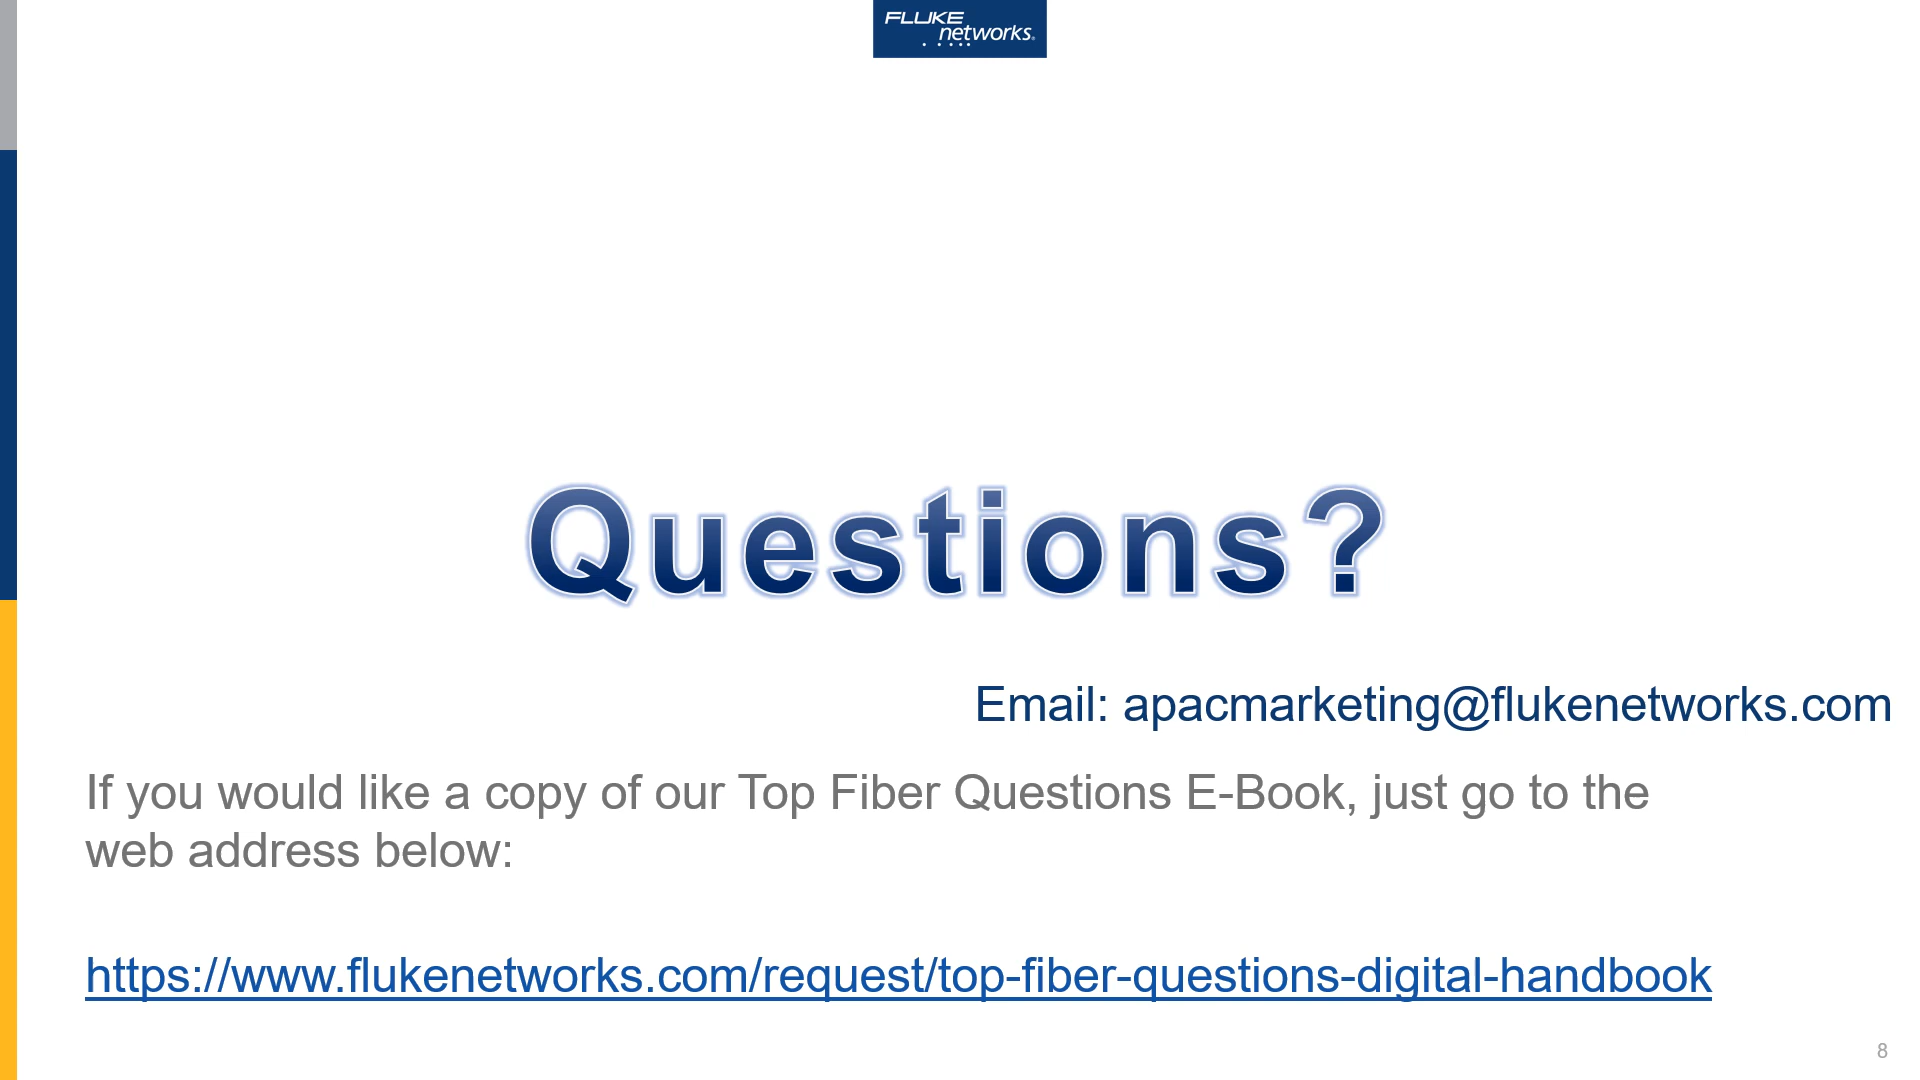 FLUKE
networks®
Questions?
Email: apacmarketing@flukenetworks.com
If you would like a copy of our Top Fiber Questions E-Book, just go to the
web address below:
https://www.flukenetworks.com/request/top-fiber-questions-digital-handbook
8